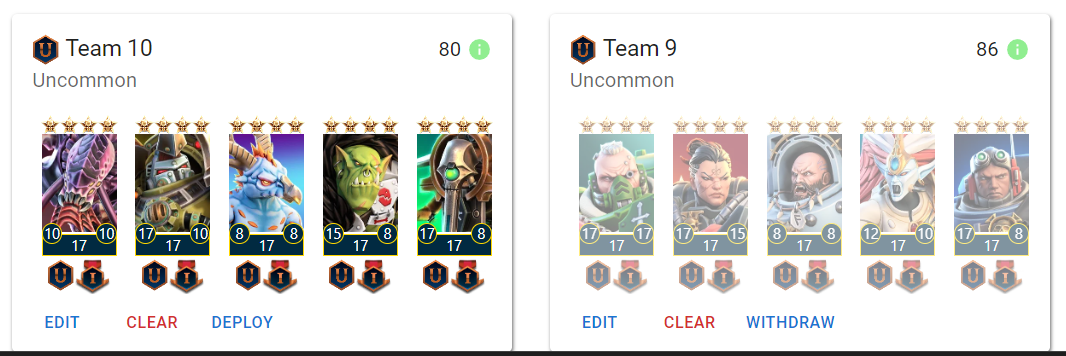 U Team 10 80 i
Uncommon
10 10 17 10 8 8 15 8 17 8
17 17 17 17 17
U I U I U I U I U I
EDIT CLEAR DEPLOY
U Team 9 86 i
Uncommon
17 17 17 15 8 8 12 10 17 8
17 17 17 17 17
U I U I U I U I U I
EDIT CLEAR WITHDRAW